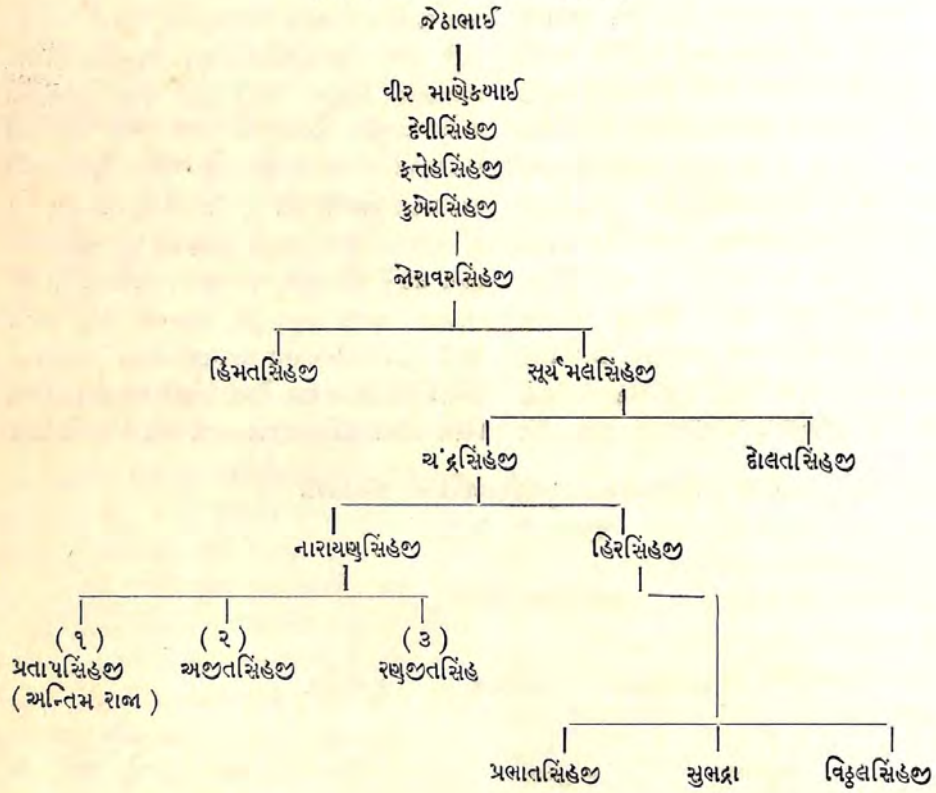 જેઠાભાઈ
વીર માણેકબાઈ
દેવીસિંહજી
ફત્તેહસિંહજી
કુબેરસિંહજી
જોરાવરસિંહજી
હિંમતસિંહજી સૂર્યમલસિંહજી
ચંદ્રસિંહજી દોલતસિંહજી
નારાયણસિંહજી હિરસિંહજી
(૧) (૨) (૩)
પ્રતાપસિંહજી અજીતસિંહજી રણજીતસિંહ
(અન્તિમ રાજા)
પ્રભાતસિંહજી સુભદ્રા વિઠ્ઠલસિંહજી